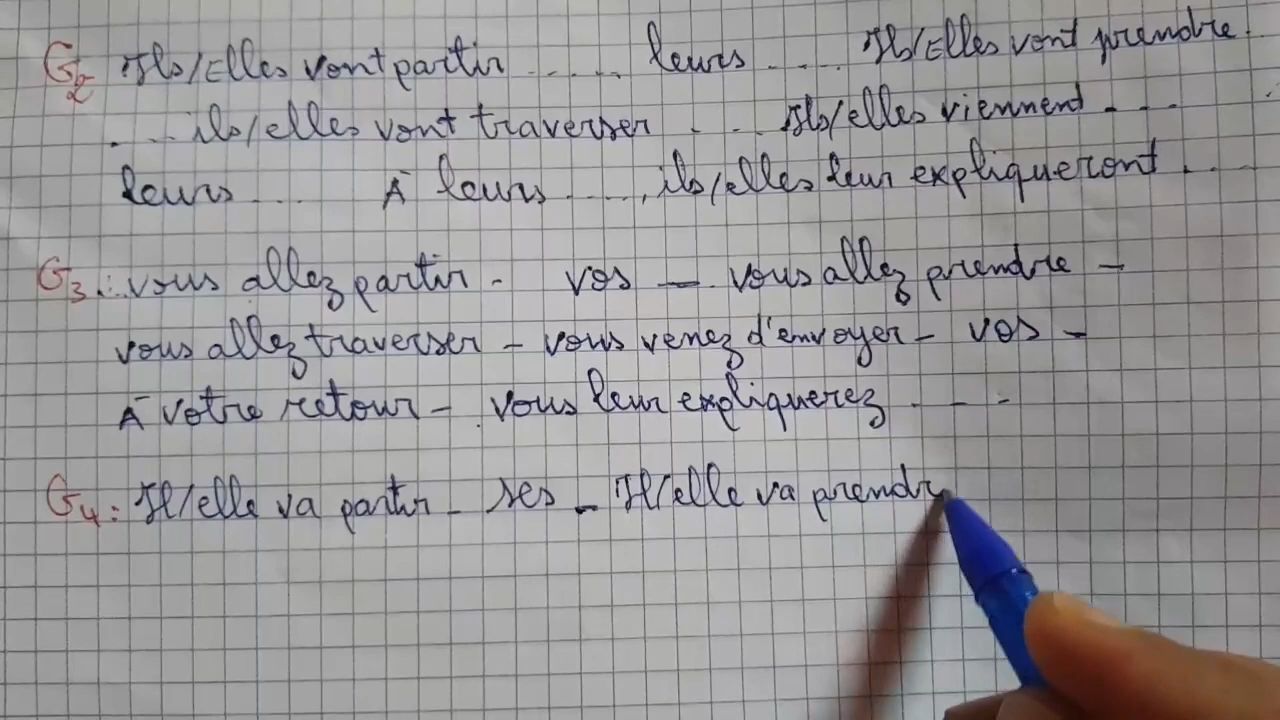 G2 Ils/Elles vont partir ...... leurs ..... Ils/Elles vont prendre.
. ... ils/elles vont traverser . . . Ils/elles viennent - - -
leurs ... À leurs ....., ils/elles leur expliqueront ...
G3 : vous allez partir - vos - vous allez prendre -
vous allez traverser - vous venez d'envoyer - vos -
À votre retour - vous leur expliquerez . - -
G4 : Il/elle va partir - ses - Il/elle va prendr